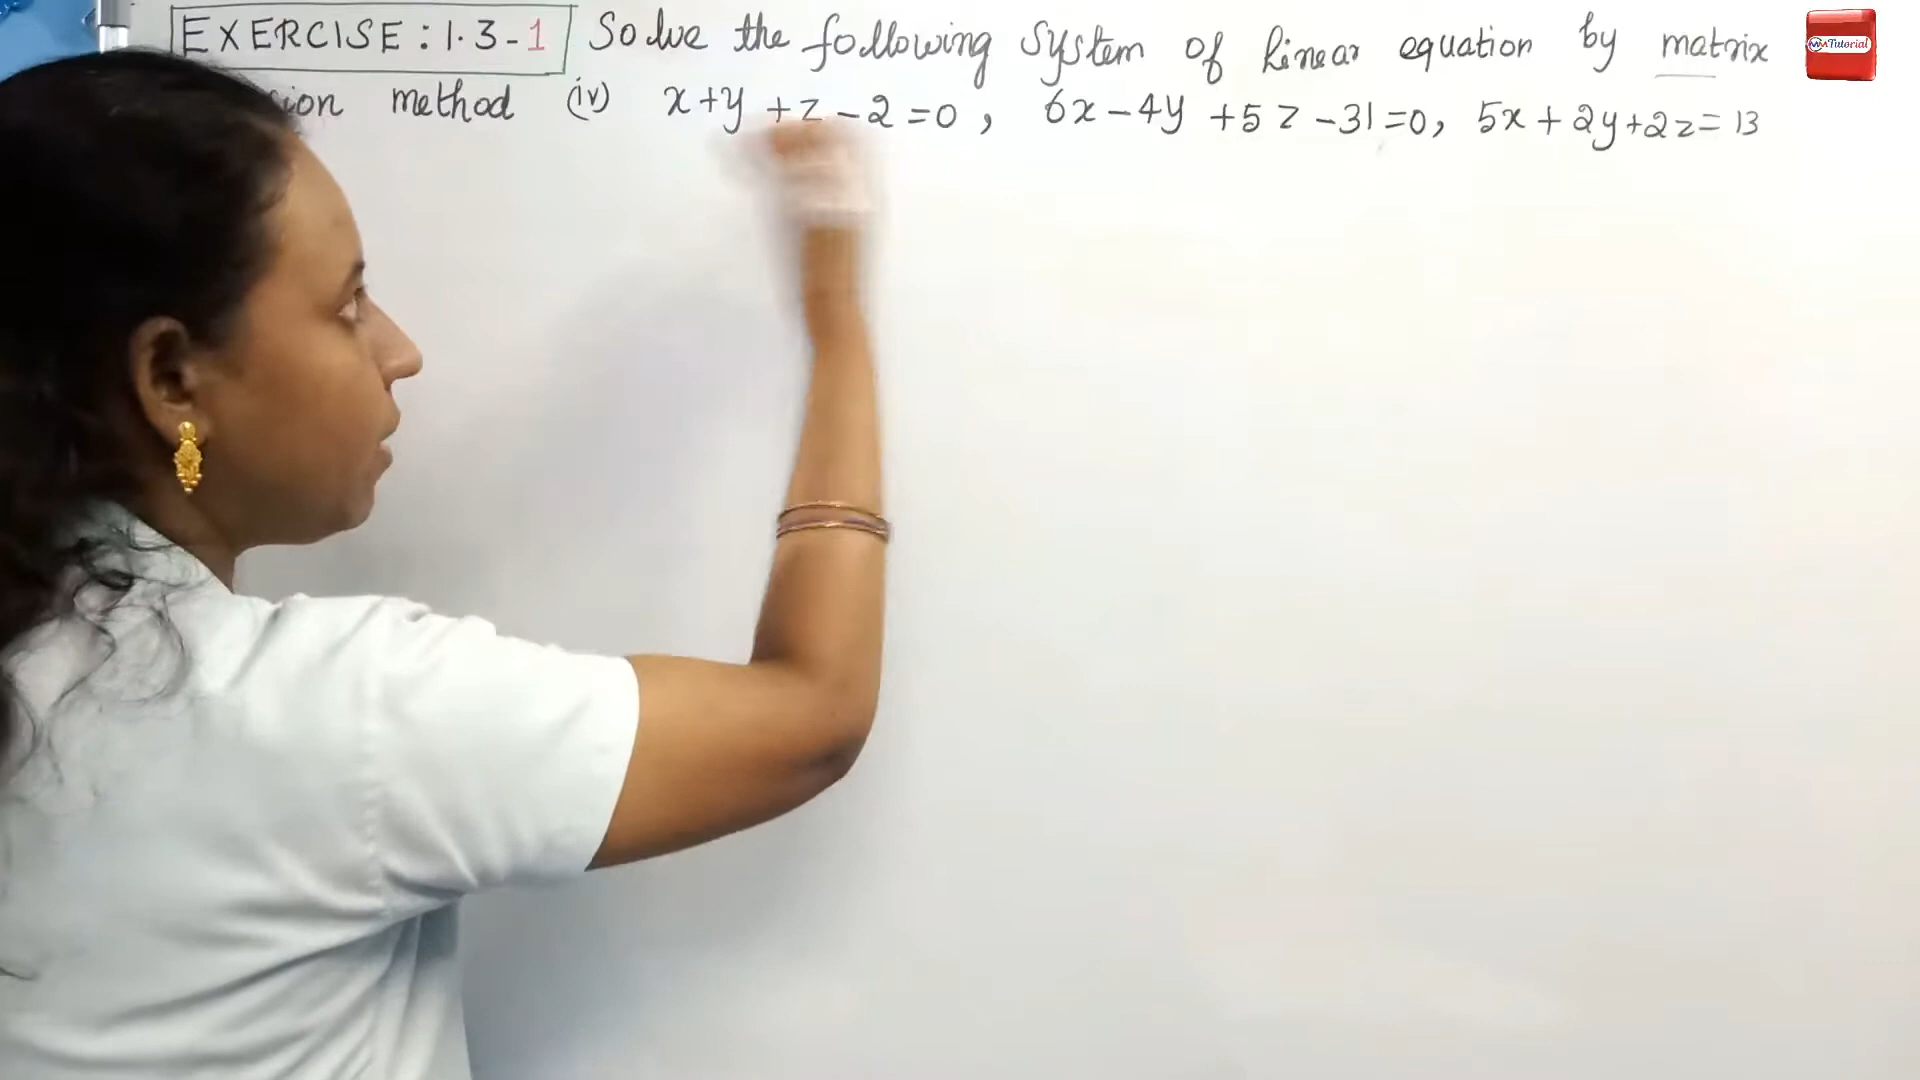 EXERCISE : 1.3 - 1 Solve the following System of linear equation by matrix
sion method (iv) x+y +z -2 =0 , 6x -4y +5z -31 =0, 5x + 2y+2z= 13
Tutorial